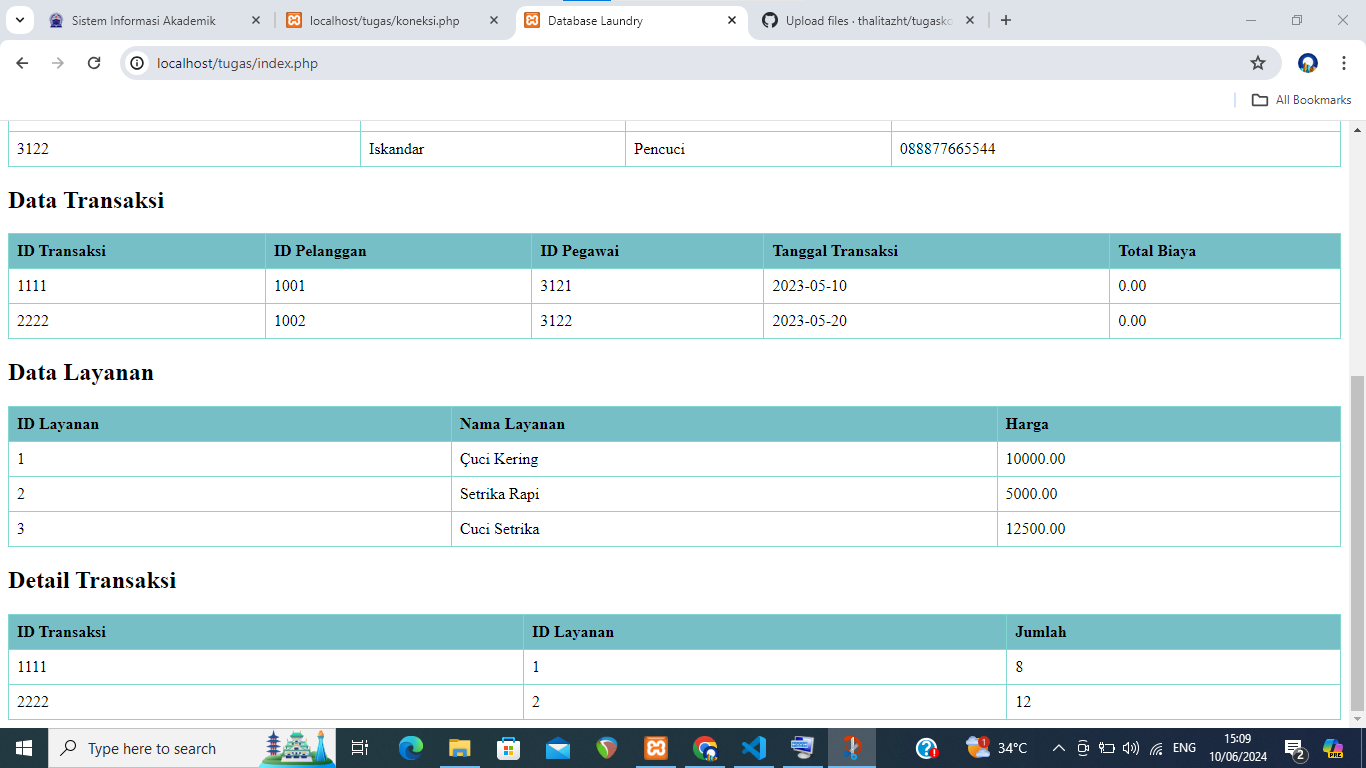 Sistem Informasi Akademik
localhost/tugas/koneksi.php
Database Laundry
Upload files · thalitazht/tugasko
localhost/tugas/index.php
All Bookmarks
3122 Iskandar Pencuci 088877665544
Data Transaksi
ID Transaksi ID Pelanggan ID Pegawai Tanggal Transaksi Total Biaya
1111 1001 3121 2023-05-10 0.00
2222 1002 3122 2023-05-20 0.00
Data Layanan
ID Layanan Nama Layanan Harga
1 Çuci Kering 10000.00
2 Setrika Rapi 5000.00
3 Cuci Setrika 12500.00
Detail Transaksi
ID Transaksi ID Layanan Jumlah
1111 1 8
2222 2 12
Type here to search
1
34°C
ENG
15:09
10/06/2024
2
PRE